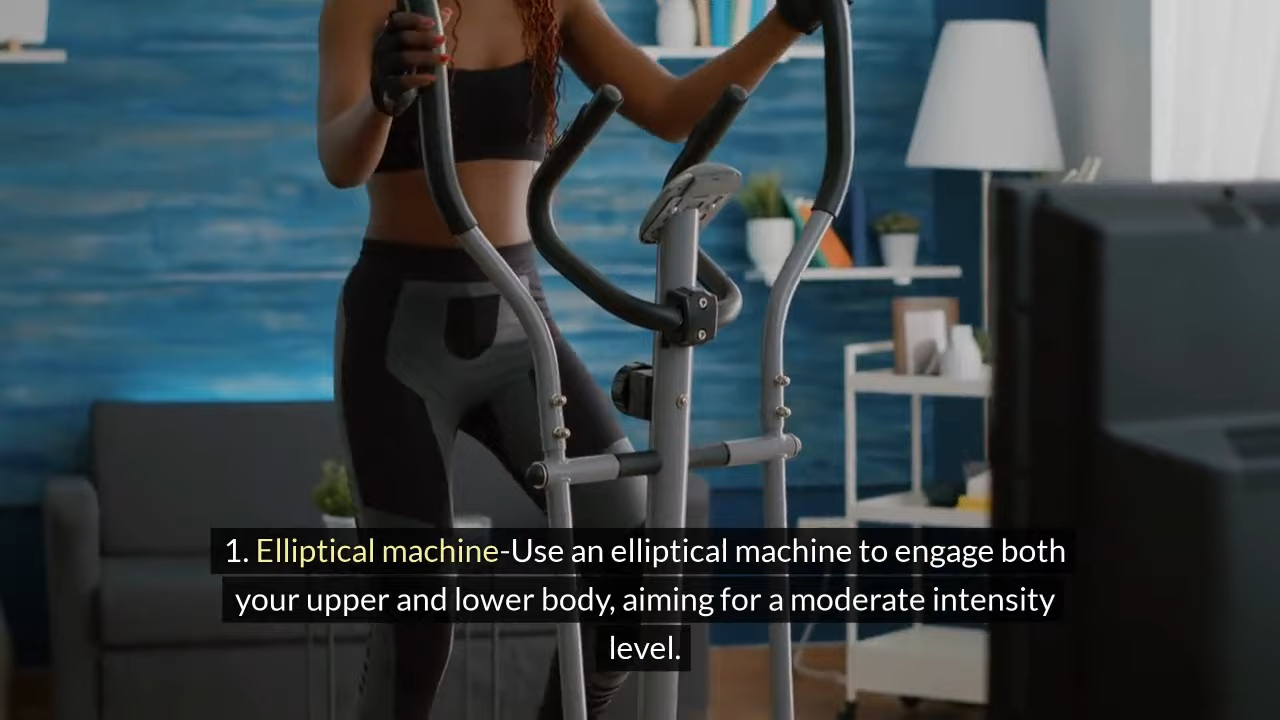 1. Elliptical machine-Use an elliptical machine to engage both
your upper and lower body, aiming for a moderate intensity
level.